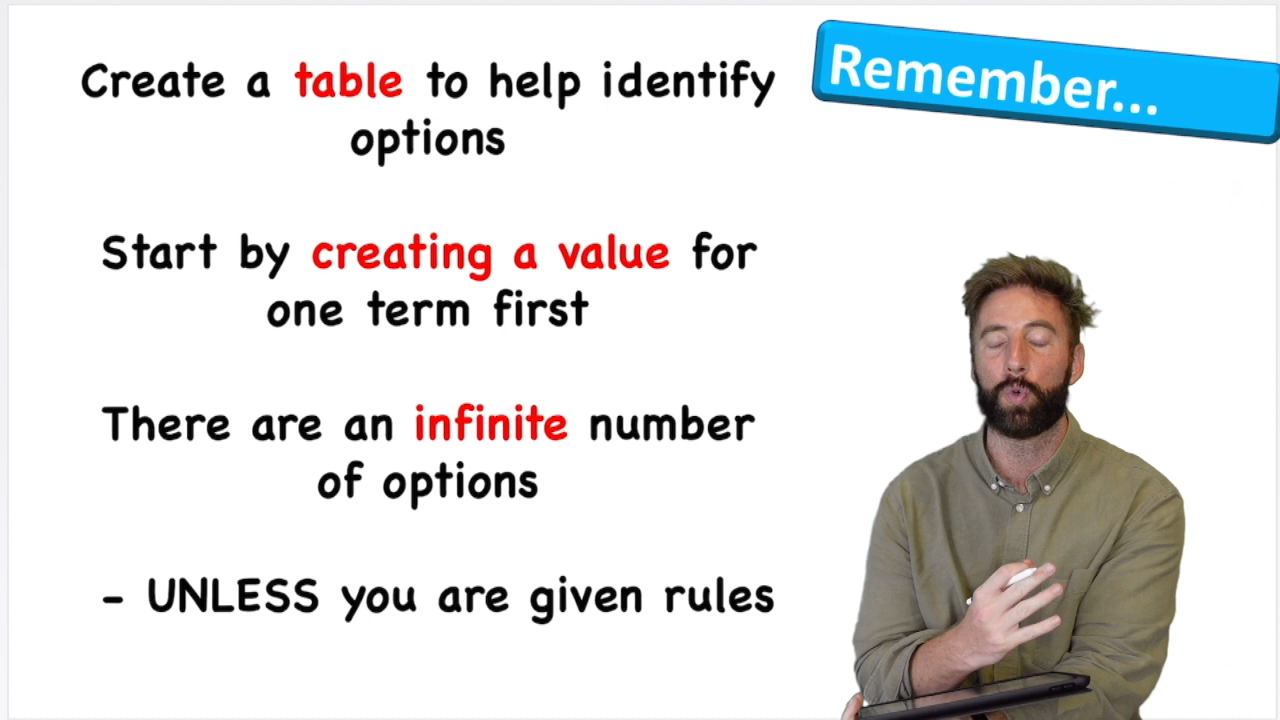 Remember...
Create a table to help identify
options
Start by creating a value for
one term first
There are an infinite number
of options
- UNLESS you are given rules